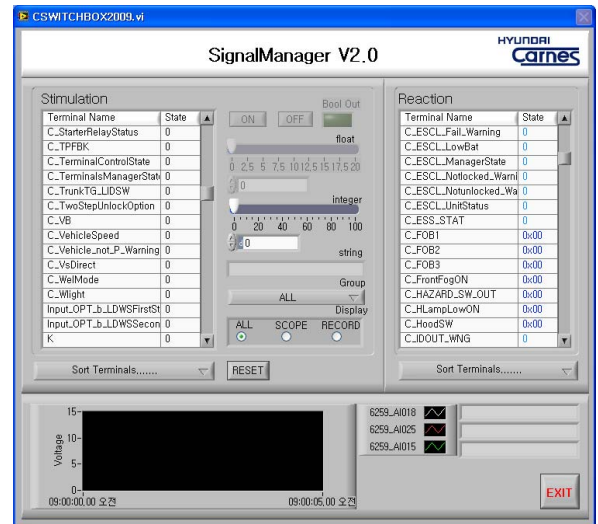 CSWITCHBOX2009.vi
SignalManager V2.0
HYUNDAI
Carnes
Stimulation
Terminal Name State
C_StarterRelayStatus 0
C_TPFBK 0
C_TerminalControlState 0
C_TerminalsManagerStat 0
C_TrunkTG_LIDSW 0
C_TwoStepUnlockOption 0
C_VB 0
C_VehicleSpeed 0
C_Vehicle_not_P_Warning 0
C_VsDirect 0
C_WelMode 0
C_Wlight 0
Input_OPT_b_LDWSFirstSt 0
Input_OPT_b_LDWSSecon 0
K 0
Sort Terminals.......
Bool Out
ON OFF
float
0 2.5 5 7.5 10 12.5 15 17.5 20
0
integer
0 20 40 60 80 100
0
string
Group
ALL
Display
ALL SCOPE RECORD
RESET
Reaction
Terminal Name State
C_ESCL_Fail_Warning 0
C_ESCL_LowBat 0
C_ESCL_ManagerState 0
C_ESCL_Notlocked_Warni 0
C_ESCL_Notunlocked_Wa 0
C_ESCL_UnitStatus 0
C_ESS_STAT 0
C_FOB1 0x00
C_FOB2 0x00
C_FOB3 0x00
C_FrontFogON 0x00
C_HAZARD_SW_OUT 0x00
C_HLampLowON 0x00
C_HoodSW 0x00
C_IDOUT_WNG 0
Sort Terminals.......
Voltage
15
10
5
0
09:00:00.00 오전 09:00:05.00 오전
6259_AI018
6259_AI025
6259_AI015
EXIT